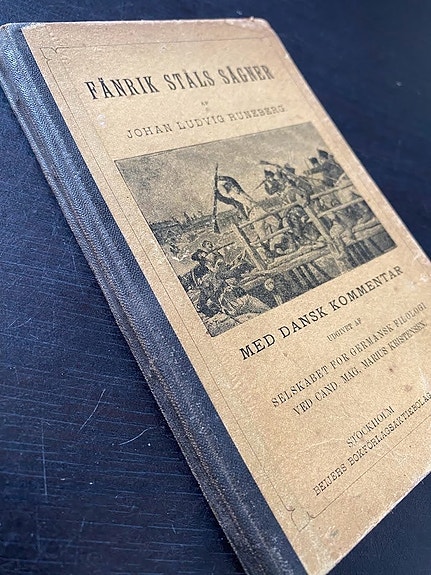 FÄNRIK STÅLS SÄGNER
AF
JOHAN LUDVIG RUNEBERG
MED DANSK KOMMENTAR
UDGIVET AF
SELSKABET FOR GERMANSK FILOLOGI
VED CAND. MAG. MARIUS KRISTENSEN.
STOCKHOLM
BEIJERS BOKFÖRLAGSAKTIEBOLAG